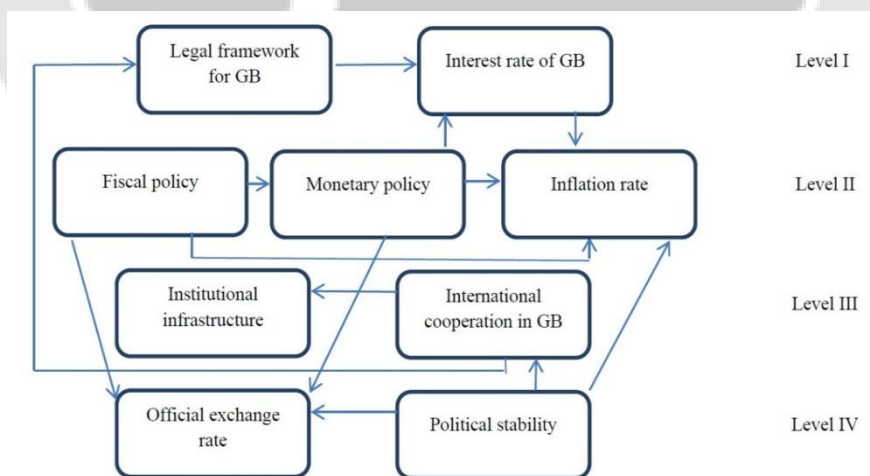 Legal framework
for GB
Interest rate of GB
Level I
Fiscal policy
Monetary policy
Inflation rate
Level II
Institutional
infrastructure
International
cooperation in GB
Level III
Official exchange
rate
Political stability
Level IV